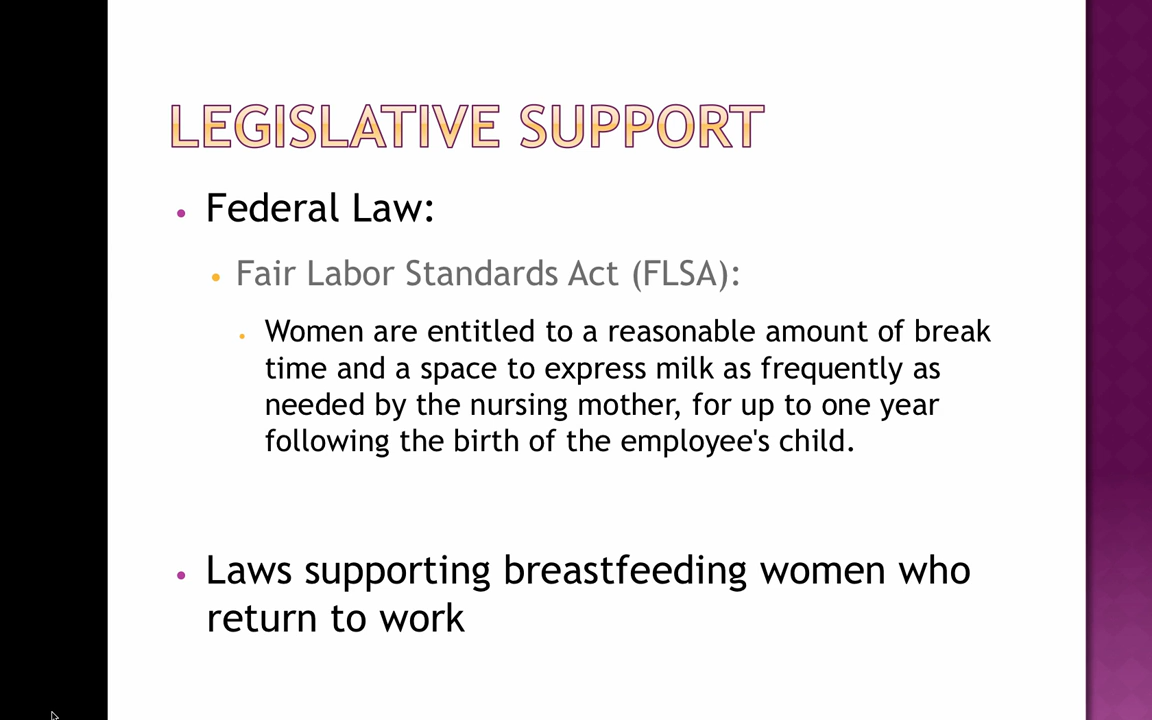 LEGISLATIVE SUPPORT
• Federal Law:
• Fair Labor Standards Act (FLSA):
• Women are entitled to a reasonable amount of break
time and a space to express milk as frequently as
needed by the nursing mother, for up to one year
following the birth of the employee's child.
• Laws supporting breastfeeding women who
return to work